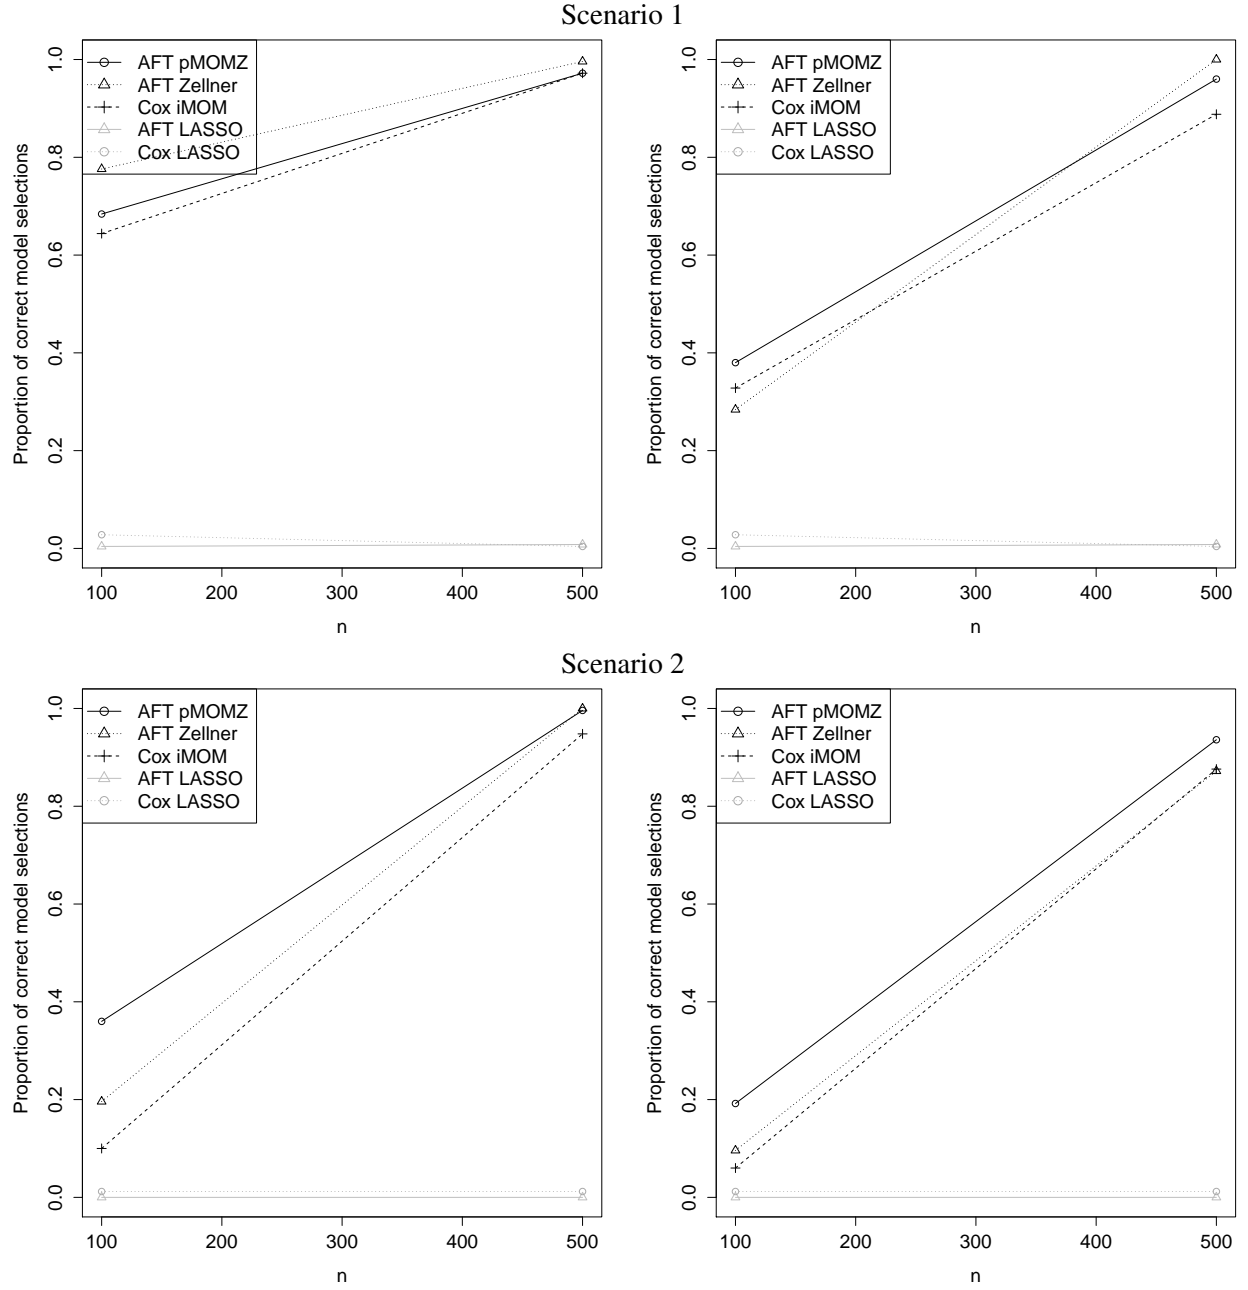 Scenario 1
AFT pMOMZ
AFT Zellner
Cox iMOM
AFT LASSO
Cox LASSO
Proportion of correct model selections
0.0 0.2 0.4 0.6 0.8 1.0
100 200 300 400 500
n
AFT pMOMZ
AFT Zellner
Cox iMOM
AFT LASSO
Cox LASSO
Proportion of correct model selections
0.0 0.2 0.4 0.6 0.8 1.0
100 200 300 400 500
n
Scenario 2
AFT pMOMZ
AFT Zellner
Cox iMOM
AFT LASSO
Cox LASSO
Proportion of correct model selections
0.0 0.2 0.4 0.6 0.8 1.0
100 200 300 400 500
n
AFT pMOMZ
AFT Zellner
Cox iMOM
AFT LASSO
Cox LASSO
Proportion of correct model selections
0.0 0.2 0.4 0.6 0.8 1.0
100 200 300 400 500
n